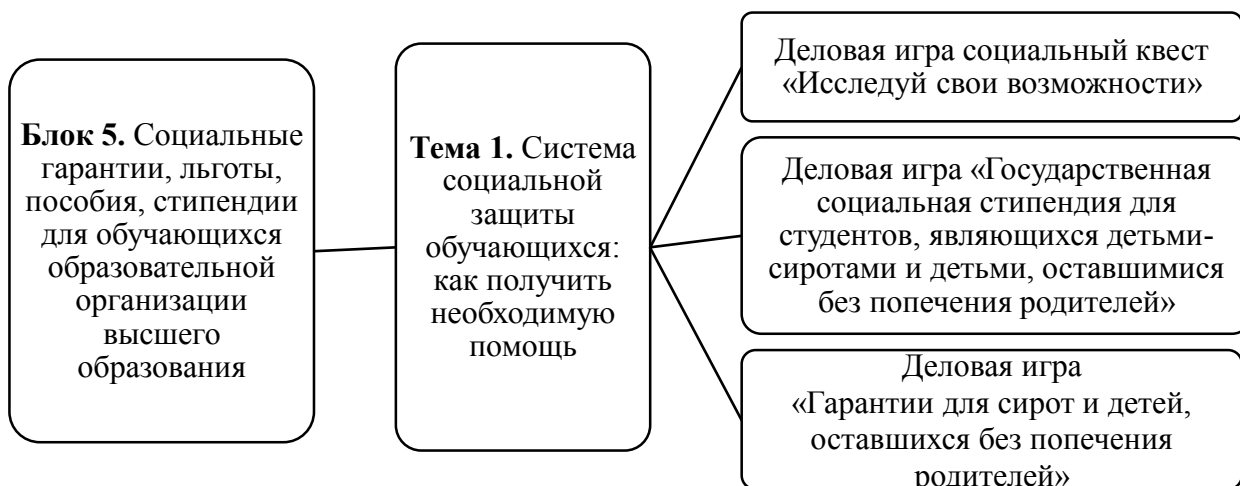 Блок 5. Социальные
гарантии, льготы,
пособия, стипендии
для обучающихся
образовательной
организации
высшего
образования
Тема 1. Система
социальной
защиты
обучающихся:
как получить
необходимую
помощь
Деловая игра социальный квест
«Исследуй свои возможности»
Деловая игра «Государственная
социальная стипендия для
студентов, являющихся детьми-
сиротами и детьми, оставшимися
без попечения родителей»
Деловая игра
«Гарантии для сирот и детей,
оставшихся без попечения
родителей»